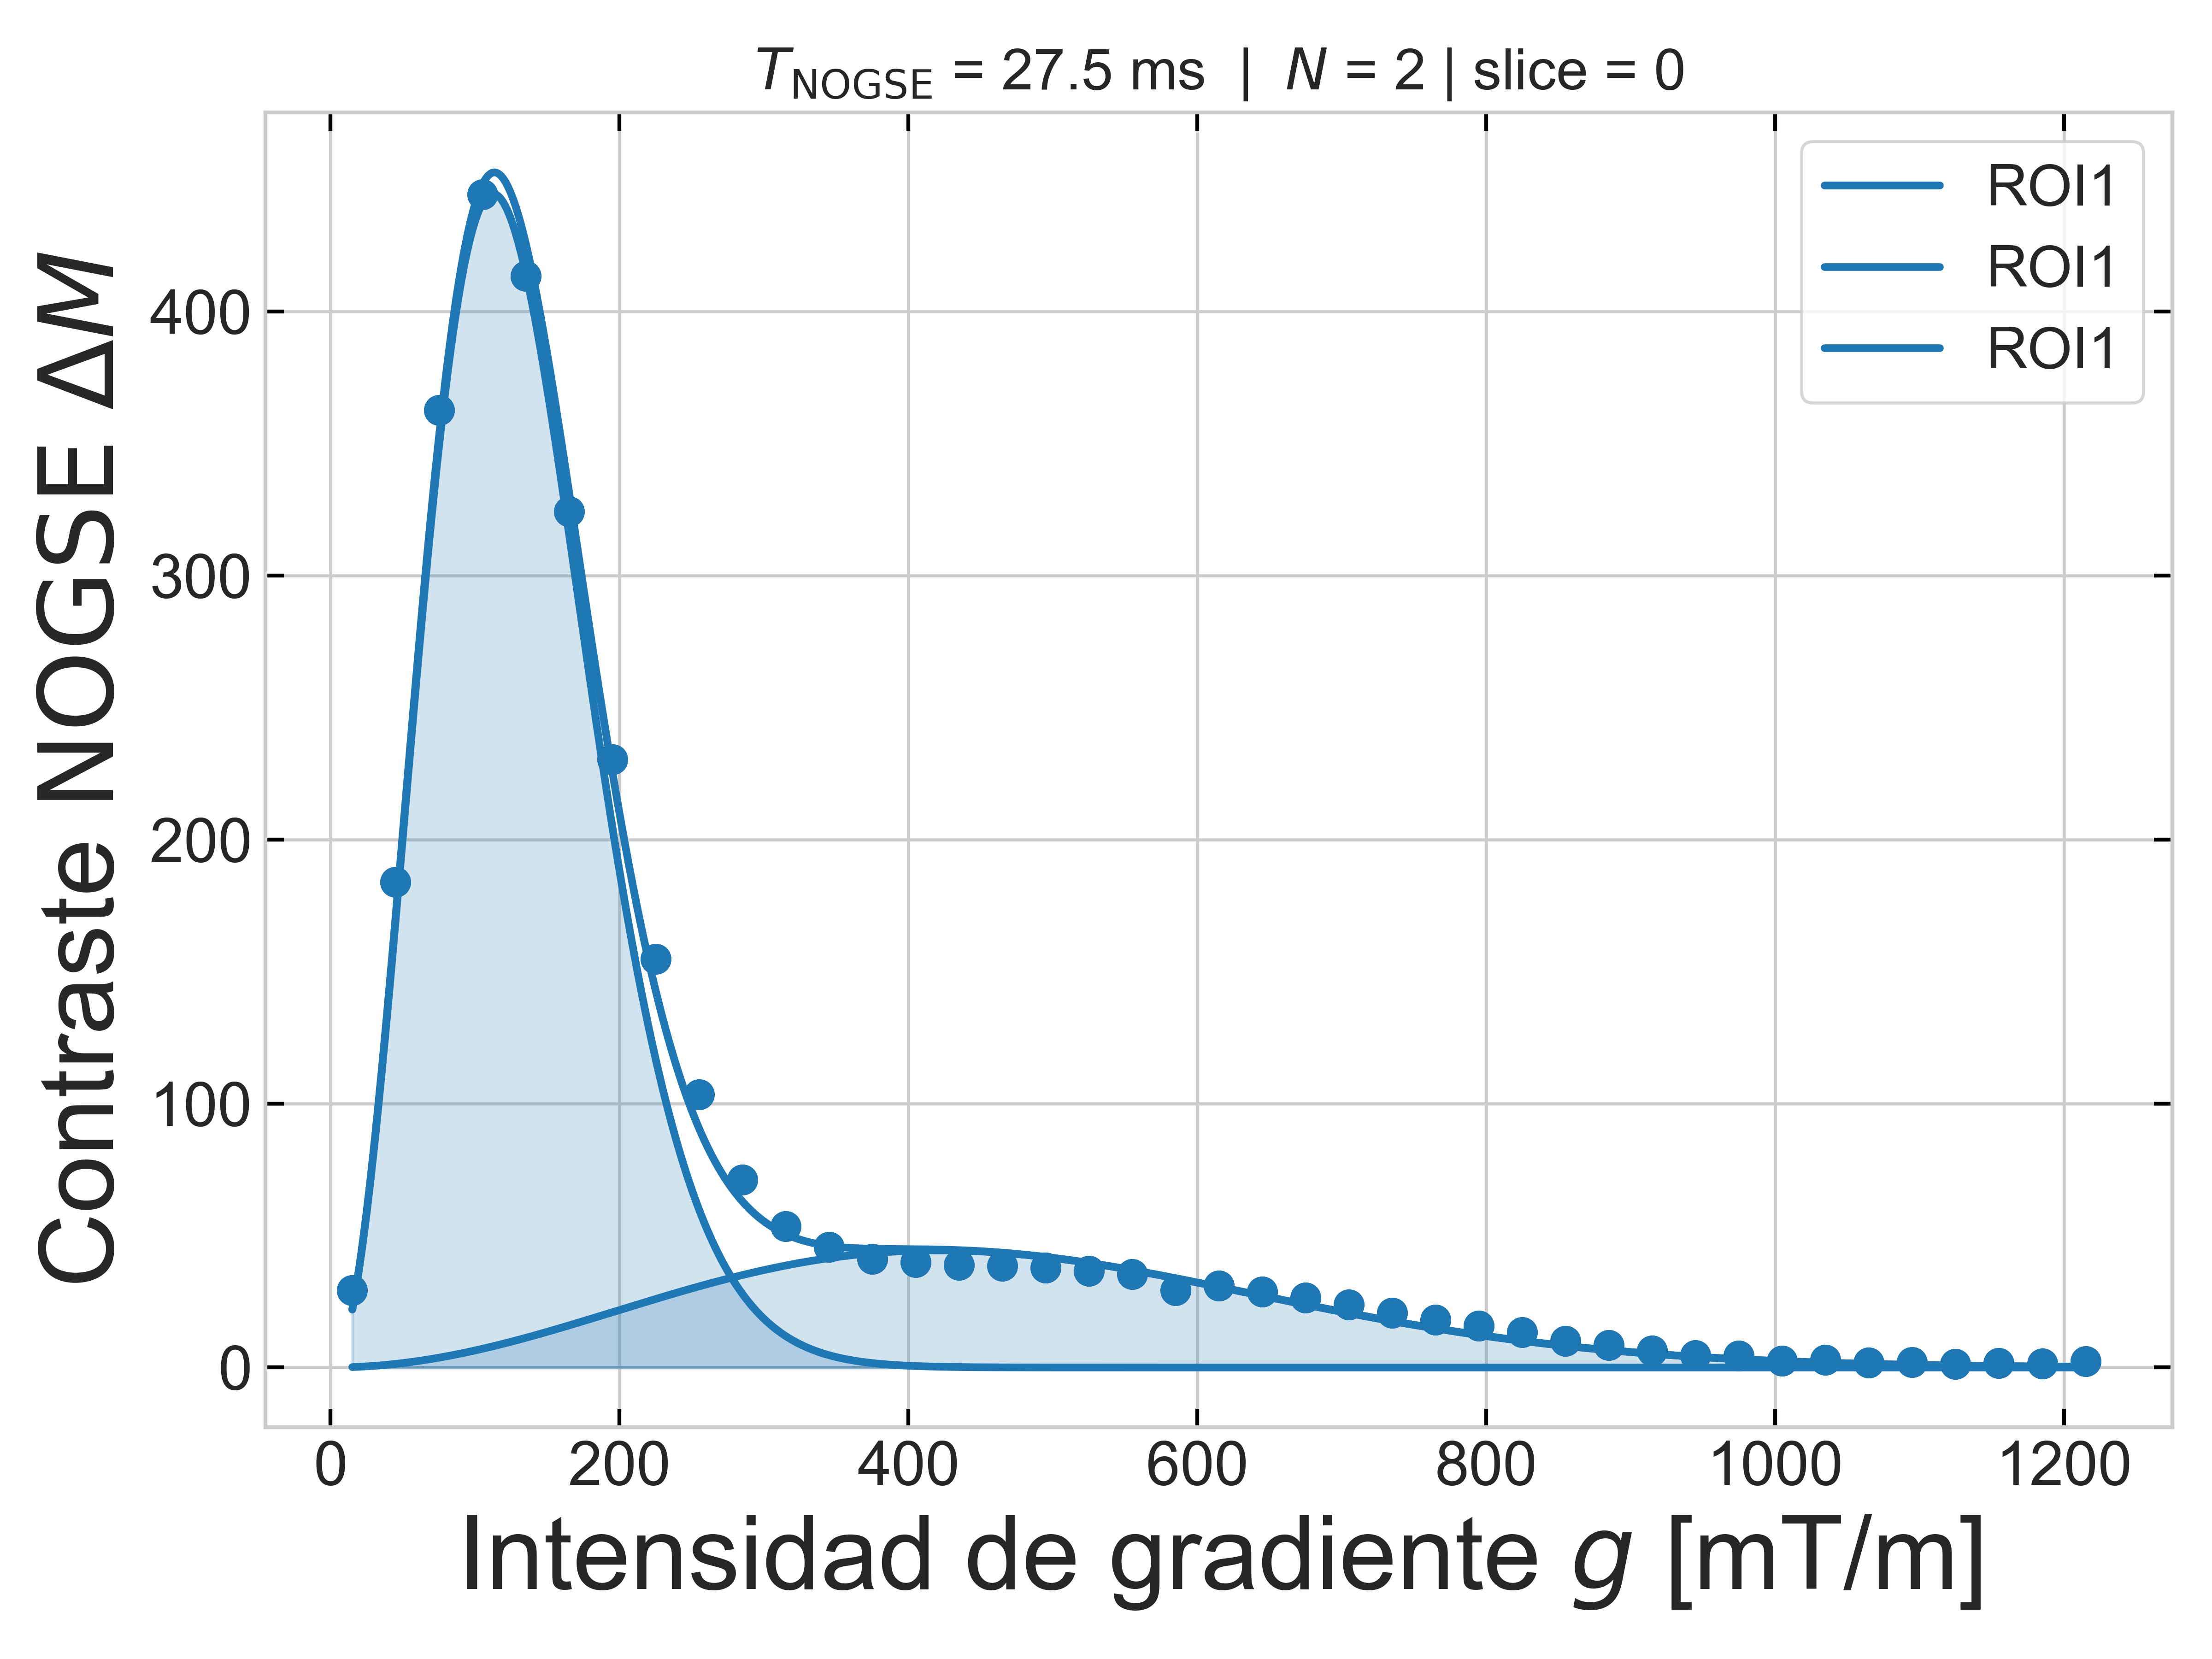 T_NOGSE = 27.5 ms | N = 2 | slice = 0
ROI1
ROI1
ROI1
Contraste NOGSE ΔM
400
300
200
100
0
0 200 400 600 800 1000 1200
Intensidad de gradiente g [mT/m]